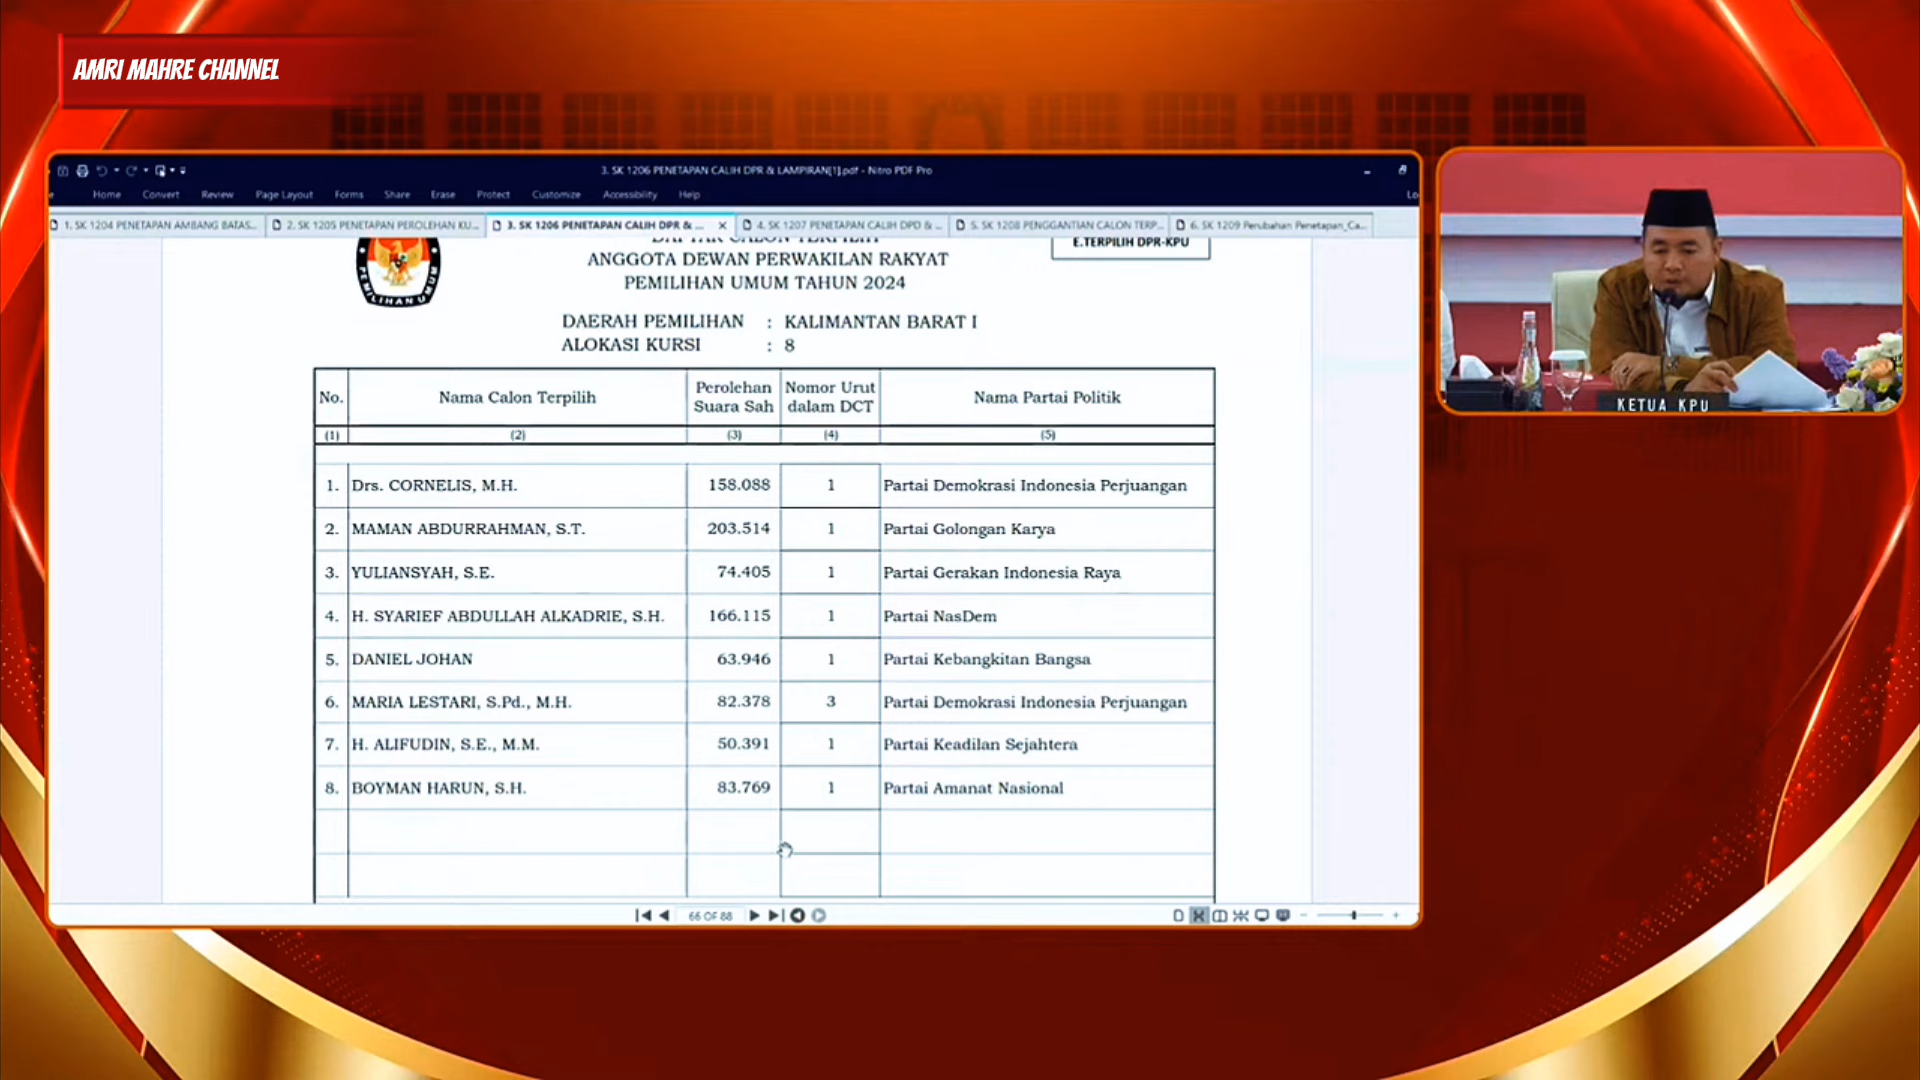 AMRI MAHRE CHANNEL
3. SK 1206 PENETAPAN CALIH DPR & LAMPIRAN[1].pdf - Nitro PDF Pro
Home Convert Review Page Layout Forms Share Erase Protect Customize Accessibility Help Lo
1. SK 1204 PENETAPAN AMBANG BATAS... 2. SK 1205 PENETAPAN PEROLEHAN KU... 3. SK 1206 PENETAPAN CALIH DPR & ... 4. SK 1207 PENETAPAN CALIH DPD & ... 5. SK 1208 PENGGANTIAN CALON TERP... 6. SK 1209 Perubahan Penetapan_Ca...
DAFTAR CALON TERPILIH
E.TERPILIH DPR-KPU
ANGGOTA DEWAN PERWAKILAN RAKYAT
PEMILIHAN UMUM TAHUN 2024
PEMILIHAN UMUM
DAERAH PEMILIHAN : KALIMANTAN BARAT I
ALOKASI KURSI : 8
No. Nama Calon Terpilih Perolehan Suara Sah Nomor Urut dalam DCT Nama Partai Politik
(1) (2) (3) (4) (5)
1. Drs. CORNELIS, M.H. 158.088 1 Partai Demokrasi Indonesia Perjuangan
2. MAMAN ABDURRAHMAN, S.T. 203.514 1 Partai Golongan Karya
3. YULIANSYAH, S.E. 74.405 1 Partai Gerakan Indonesia Raya
4. H. SYARIEF ABDULLAH ALKADRIE, S.H. 166.115 1 Partai NasDem
5. DANIEL JOHAN 63.946 1 Partai Kebangkitan Bangsa
6. MARIA LESTARI, S.Pd., M.H. 82.378 3 Partai Demokrasi Indonesia Perjuangan
7. H. ALIFUDIN, S.E., M.M. 50.391 1 Partai Keadilan Sejahtera
8. BOYMAN HARUN, S.H. 83.769 1 Partai Amanat Nasional
66 OF 88
KETUA KPU